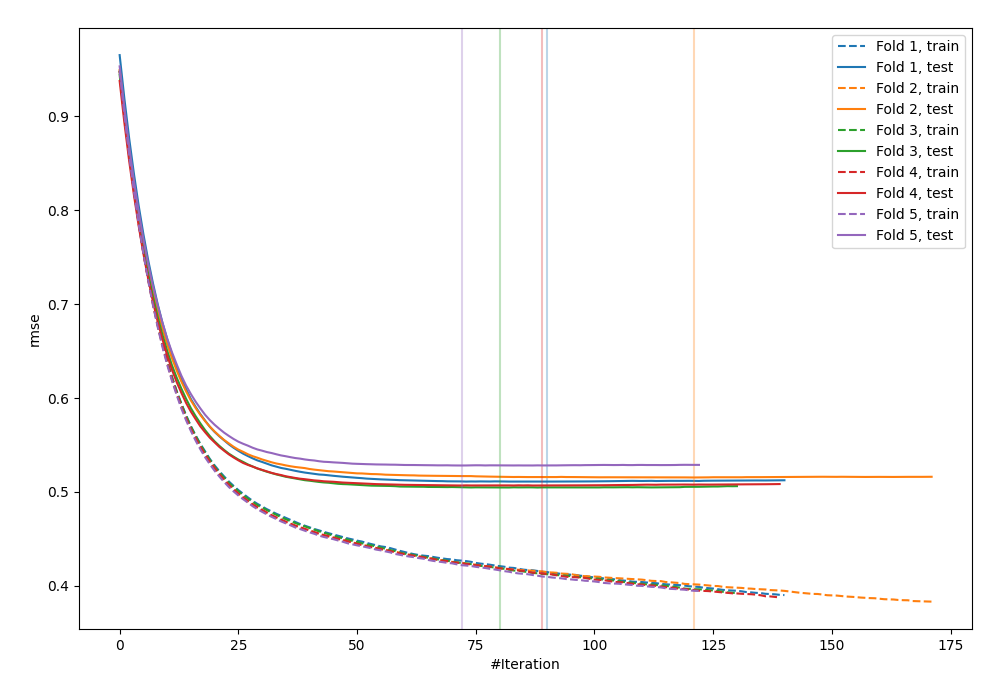 rmse
0.9
0.8
0.7
0.6
0.5
0.4
0
25
50
75
100
125
150
175
#Iteration
Fold 1, train
Fold 1, test
Fold 2, train
Fold 2, test
Fold 3, train
Fold 3, test
Fold 4, train
Fold 4, test
Fold 5, train
Fold 5, test